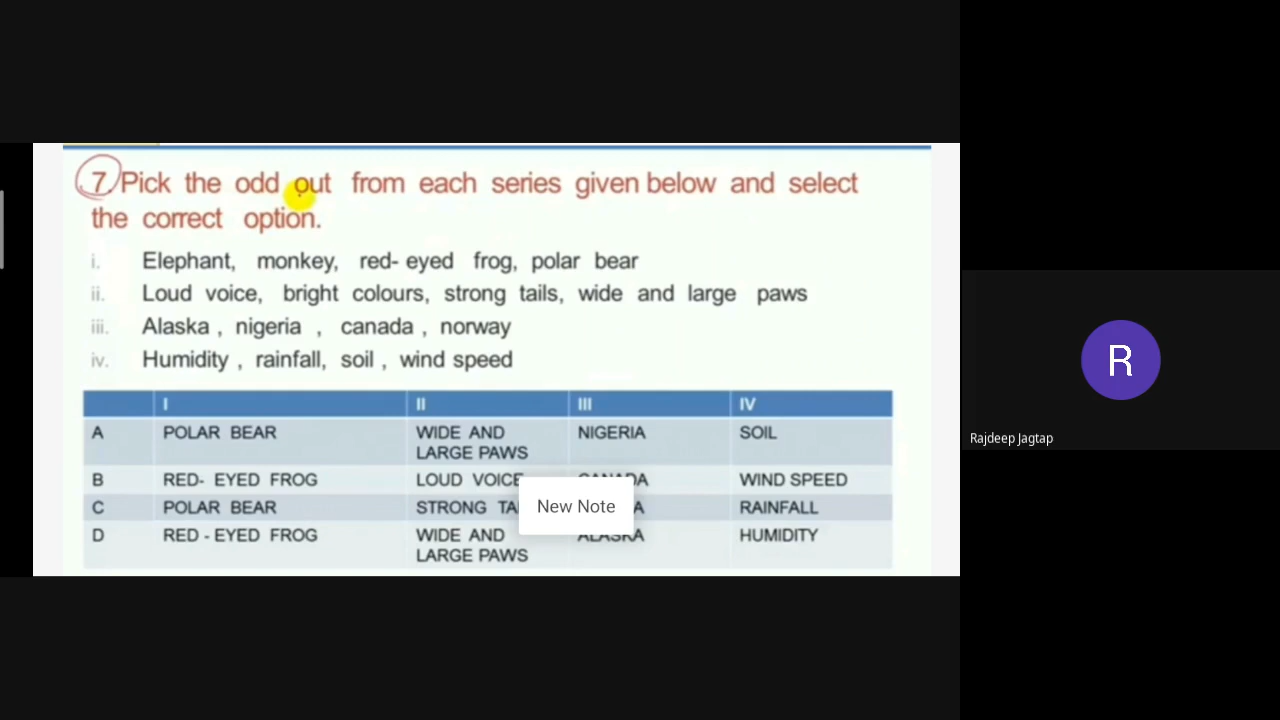 7 Pick the odd out from each series given below and select
the correct option.
i. Elephant, monkey, red- eyed frog, polar bear
ii. Loud voice, bright colours, strong tails, wide and large paws
iii. Alaska , nigeria , canada , norway
iv. Humidity , rainfall, soil , wind speed
I II III IV
A POLAR BEAR WIDE AND LARGE PAWS NIGERIA SOIL
B RED- EYED FROG LOUD VOICE CANADA WIND SPEED
C POLAR BEAR STRONG RAINFALL
D RED - EYED FROG WIDE AND LARGE PAWS ALASKA HUMIDITY
New Note
R
Rajdeep Jagtap